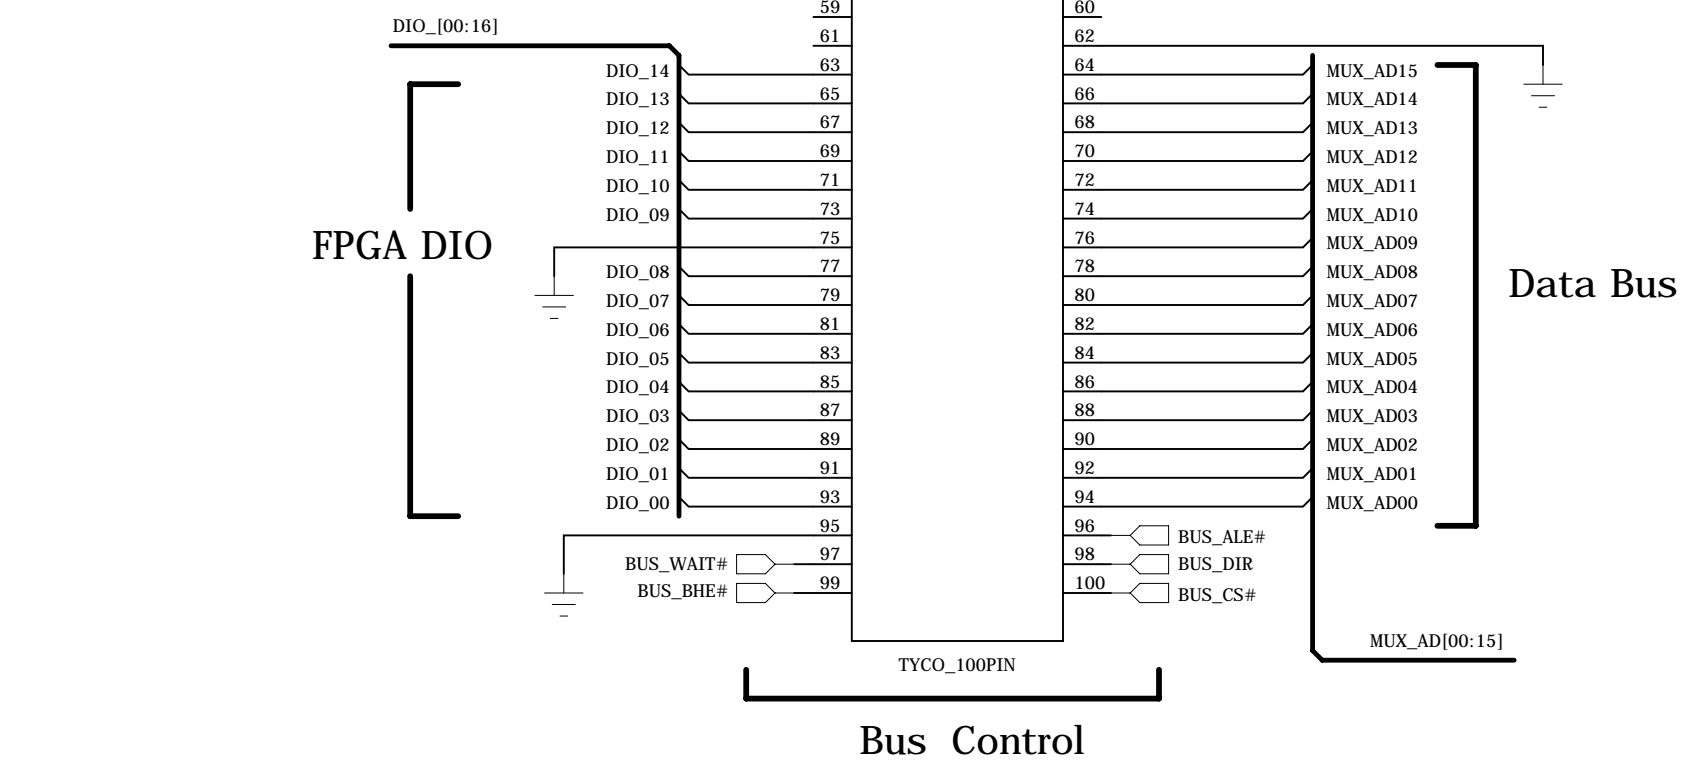 59 60
DIO_[00:16]
61 62
DIO_14 63 64 MUX_AD15
DIO_13 65 66 MUX_AD14
DIO_12 67 68 MUX_AD13
DIO_11 69 70 MUX_AD12
DIO_10 71 72 MUX_AD11
DIO_09 73 74 MUX_AD10
FPGA DIO 75 76 MUX_AD09
DIO_08 77 78 MUX_AD08
Data Bus
DIO_07 79 80 MUX_AD07
DIO_06 81 82 MUX_AD06
DIO_05 83 84 MUX_AD05
DIO_04 85 86 MUX_AD04
DIO_03 87 88 MUX_AD03
DIO_02 89 90 MUX_AD02
DIO_01 91 92 MUX_AD01
DIO_00 93 94 MUX_AD00
95 96 BUS_ALE#
BUS_WAIT# 97 98 BUS_DIR
BUS_BHE# 99 100 BUS_CS#
MUX_AD[00:15]
TYCO_100PIN
Bus Control